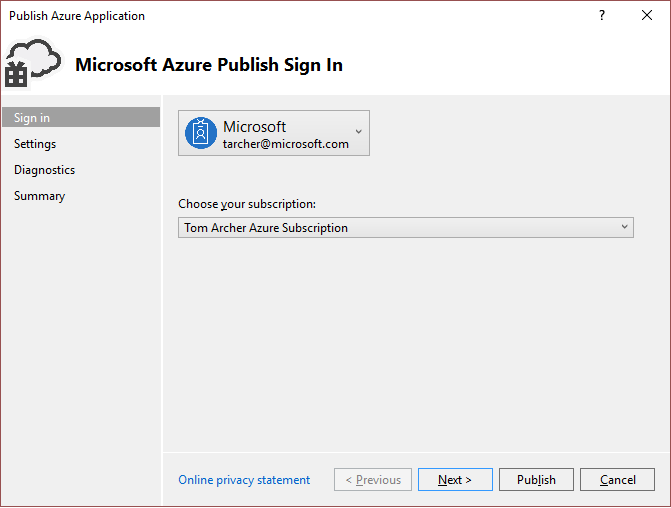 Publish Azure Application
?
Microsoft Azure Publish Sign In
Sign in
Settings
Diagnostics
Summary
Microsoft
tarcher@microsoft.com
Choose your subscription:
Tom Archer Azure Subscription
Online privacy statement
< Previous
Next >
Publish
Cancel